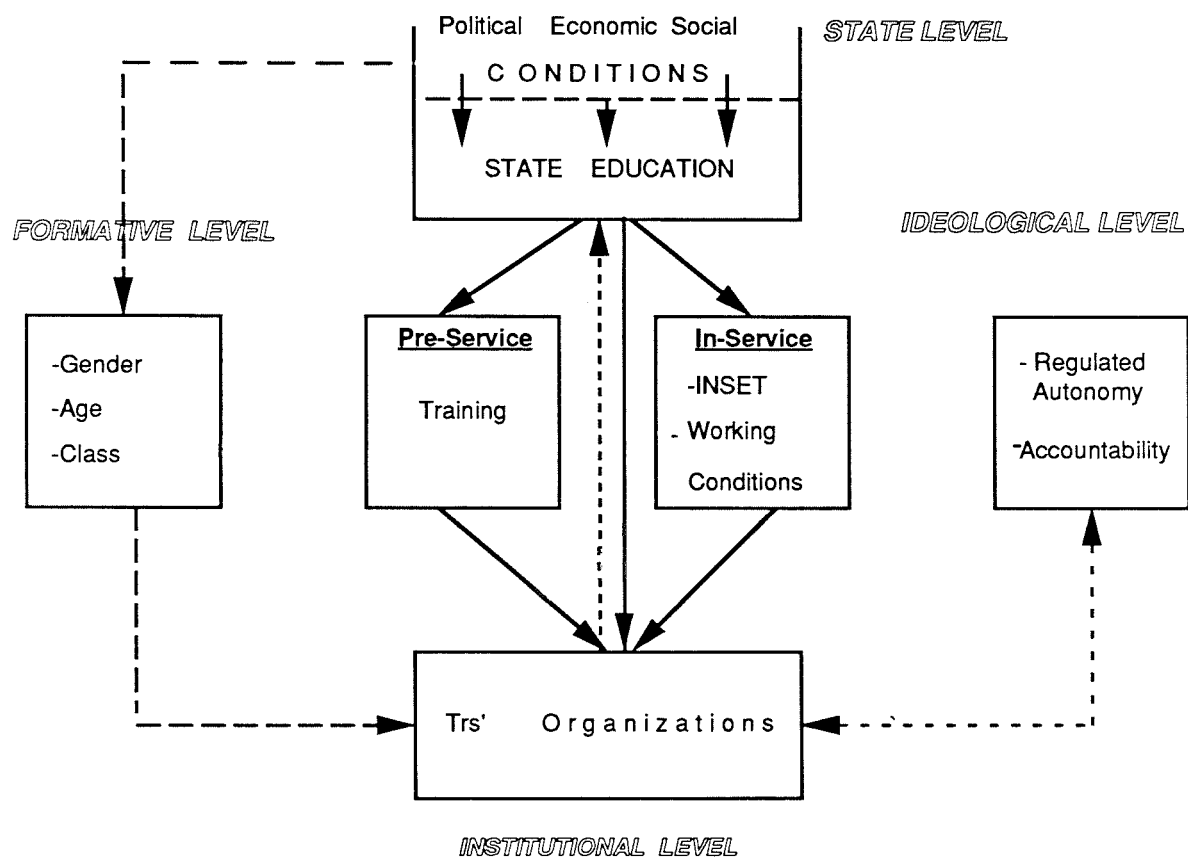 Political Economic Social
STATE LEVEL
CONDITIONS
STATE EDUCATION
FORMATIVE LEVEL
IDEOLOGICAL LEVEL
-Gender
-Age
-Class
Pre-Service
Training
In-Service
-INSET
- Working
Conditions
- Regulated
Autonomy
-Accountability
Trs' Organizations
INSTITUTIONAL LEVEL